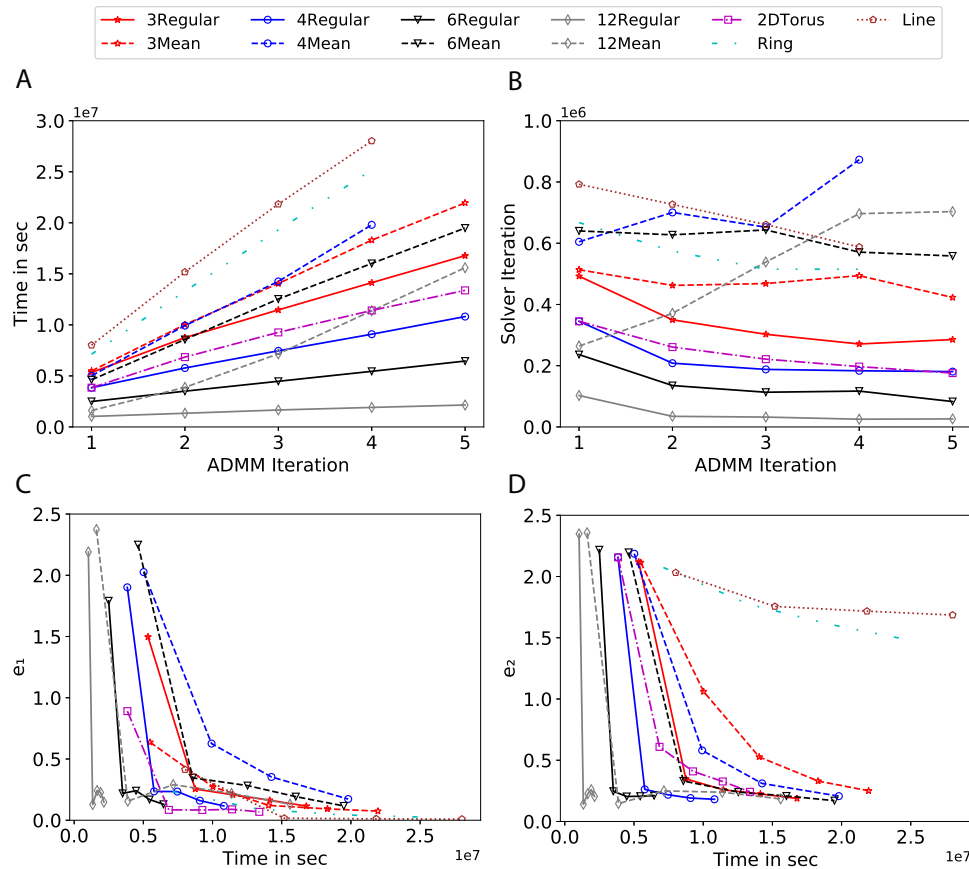 3Regular 4Regular 6Regular 12Regular 2DTorus Line
3Mean 4Mean 6Mean 12Mean Ring
A
1e7
3.0
2.5
2.0
1.5
1.0
0.5
0.0
Time in sec
1 2 3 4 5
ADMM Iteration
B
1e6
1.0
0.8
0.6
0.4
0.2
0.0
Solver Iteration
1 2 3 4 5
ADMM Iteration
C
2.5
2.0
1.5
1.0
0.5
0.0
e₁
0.0 0.5 1.0 1.5 2.0 2.5
Time in sec
1e7
D
2.5
2.0
1.5
1.0
0.5
0.0
e₂
0.0 0.5 1.0 1.5 2.0 2.5
Time in sec
1e7